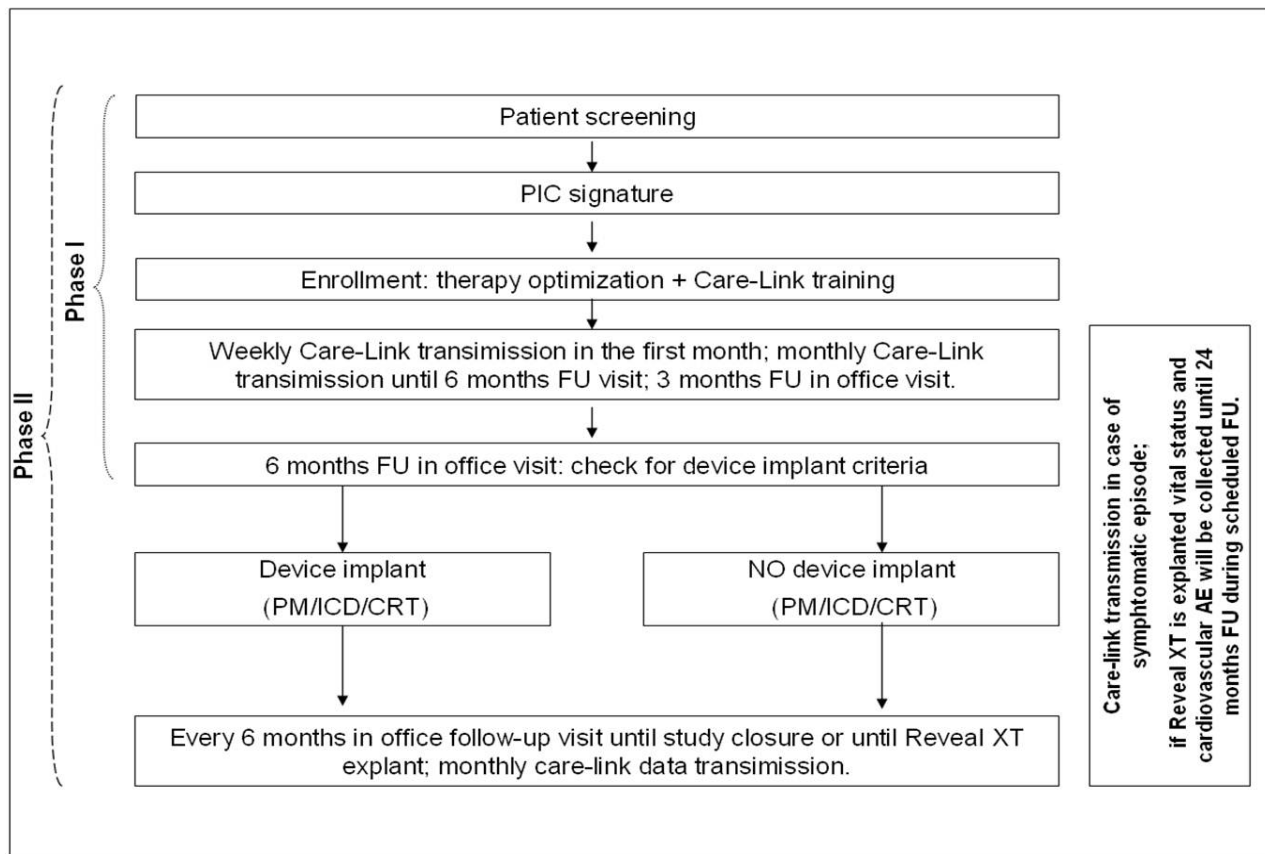 Phase II
Phase I
Patient screening
PIC signature
Enrollment: therapy optimization + Care-Link training
Weekly Care-Link transimission in the first month; monthly Care-Link
transimission until 6 months FU visit; 3 months FU in office visit.
6 months FU in office visit: check for device implant criteria
Device implant
(PM/ICD/CRT)
NO device implant
(PM/ICD/CRT)
Every 6 months in office follow-up visit until study closure or until Reveal XT
explant; monthly care-link data transimission.
Care-link transmission in case of
symphtomatic episode;
if Reveal XT is explanted vital status and
cardiovascular AE will be collected until 24
months FU during scheduled FU.